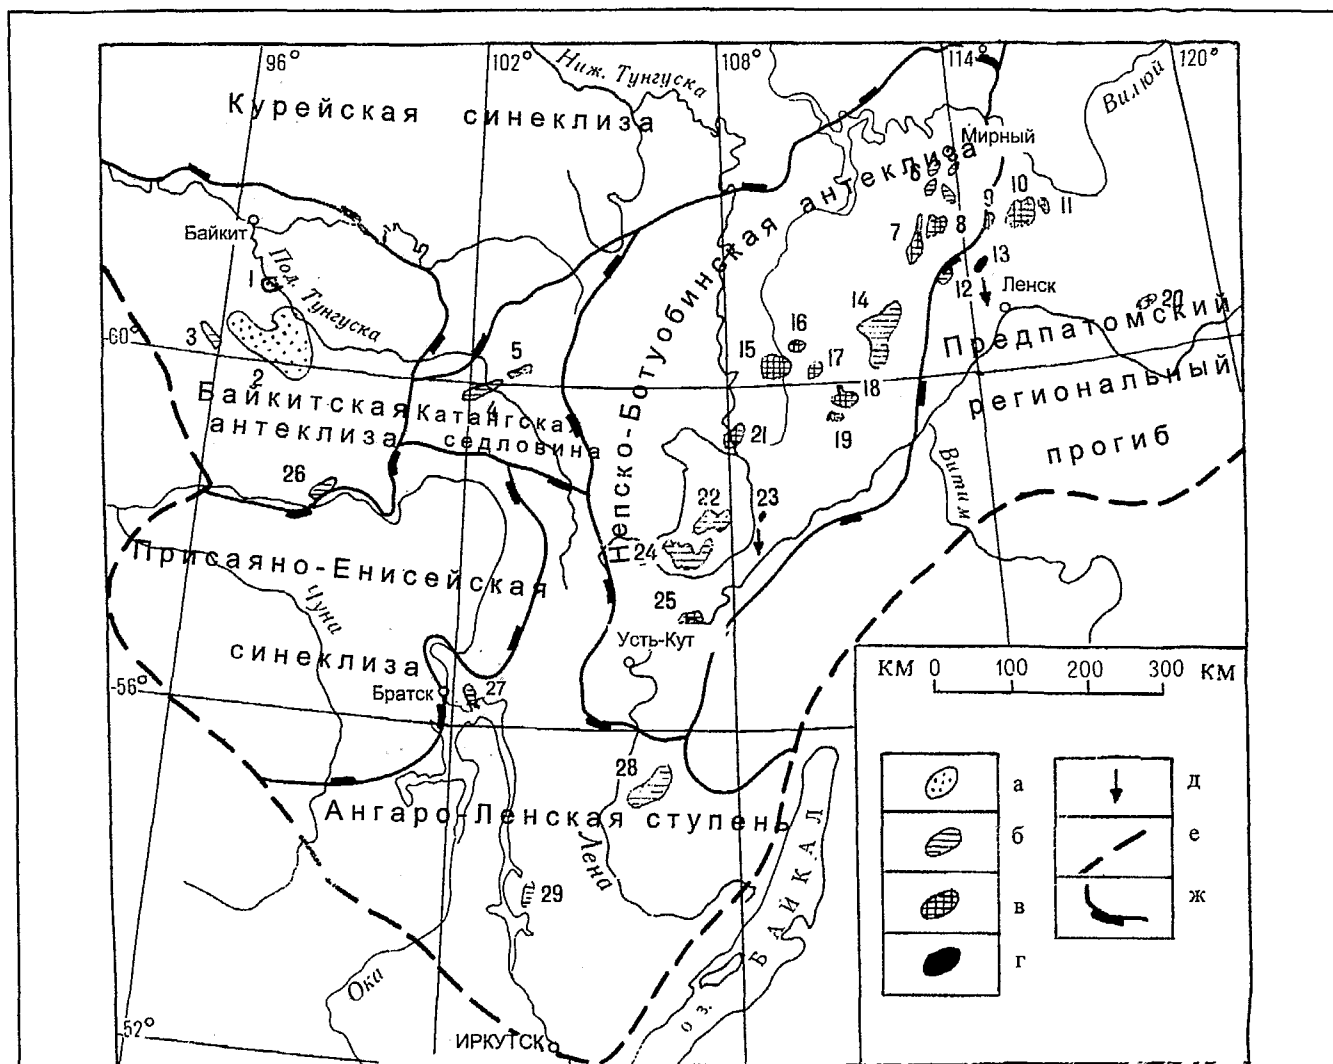 96°
102°
108°
114°
120°
Ниж. Тунгуска
Вилюй
Курейская синеклиза
Мирный
6
10
9
11
Байкит
7
8
Под. Тунгуска
1
13
12
Ленск
14
20
3
60°
16
5
15
17
2
Предпатомский
региональный
прогиб
Непско-Ботуобинская антеклиза
Байкитская
антеклиза
4
Катангская
седловина
18
19
21
26
Витим
22
23
24
Присаяно-Енисейская
синеклиза
Чуна
25
Усть-Кут
км 0 100 200 300 км
56°
Братск
27
28
Ангаро-Ленская ступень
Лена
29
оз. БАЙКАЛ
Ока
52°
ИРКУТСК
а
б
в
г
д
е
ж